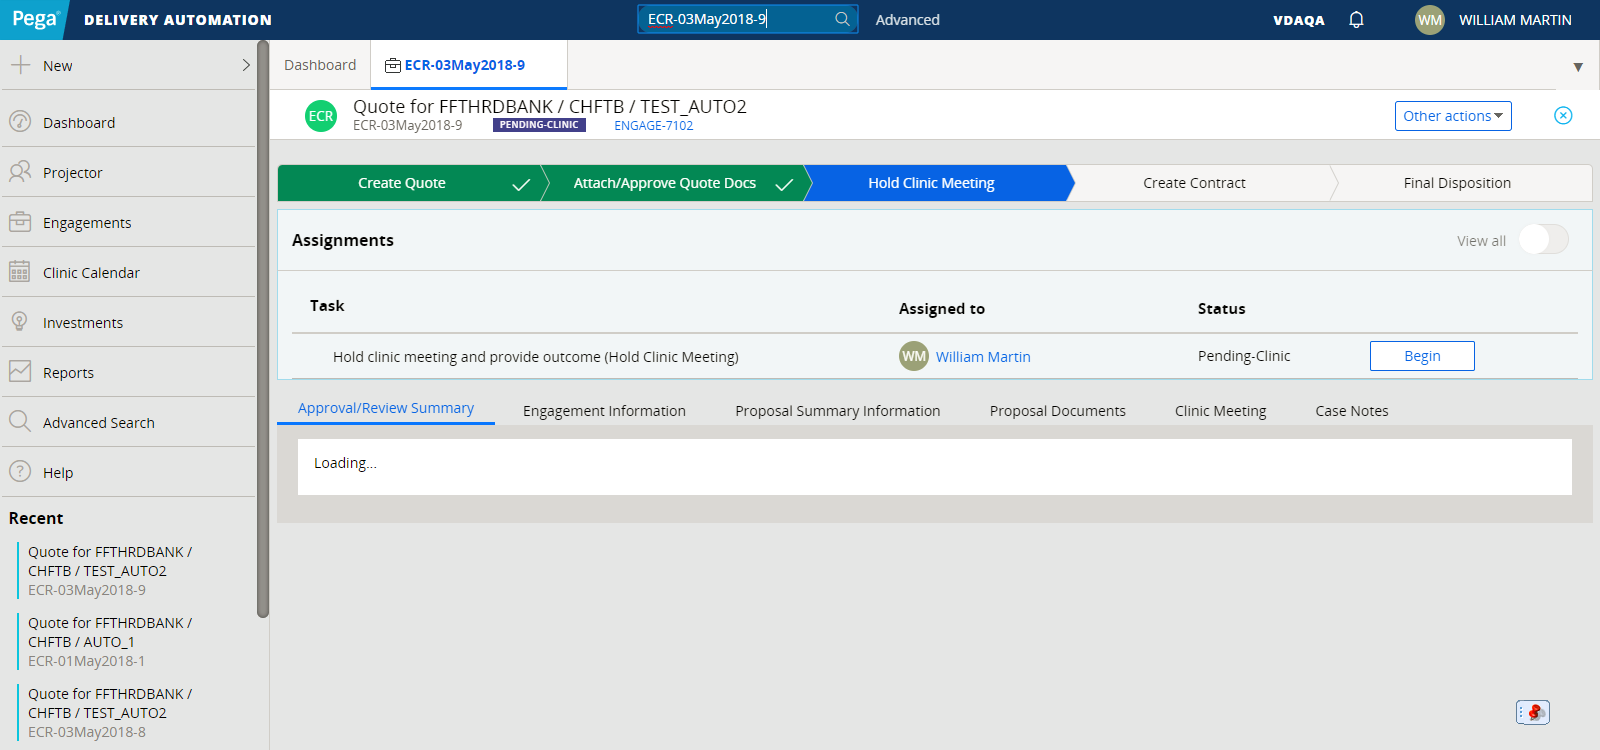 Pega DELIVERY AUTOMATION ECR-03May2018-9 Advanced VDAQA WM WILLIAM MARTIN
New
Dashboard
Projector
Engagements
Clinic Calendar
Investments
Reports
Advanced Search
Help
Recent
Quote for FFTHRDBANK /
CHFTB / TEST_AUTO2
ECR-03May2018-9
Quote for FFTHRDBANK /
CHFTB / AUTO_1
ECR-01May2018-1
Quote for FFTHRDBANK /
CHFTB / TEST_AUTO2
ECR-03May2018-8
Dashboard ECR-03May2018-9
ECR Quote for FFTHRDBANK / CHFTB / TEST_AUTO2
ECR-03May2018-9 PENDING-CLINIC ENGAGE-7102
Other actions
Create Quote Attach/Approve Quote Docs Hold Clinic Meeting Create Contract Final Disposition
Assignments View all
Task Assigned to Status
Hold clinic meeting and provide outcome (Hold Clinic Meeting) WM William Martin Pending-Clinic Begin
Approval/Review Summary Engagement Information Proposal Summary Information Proposal Documents Clinic Meeting Case Notes
Loading...